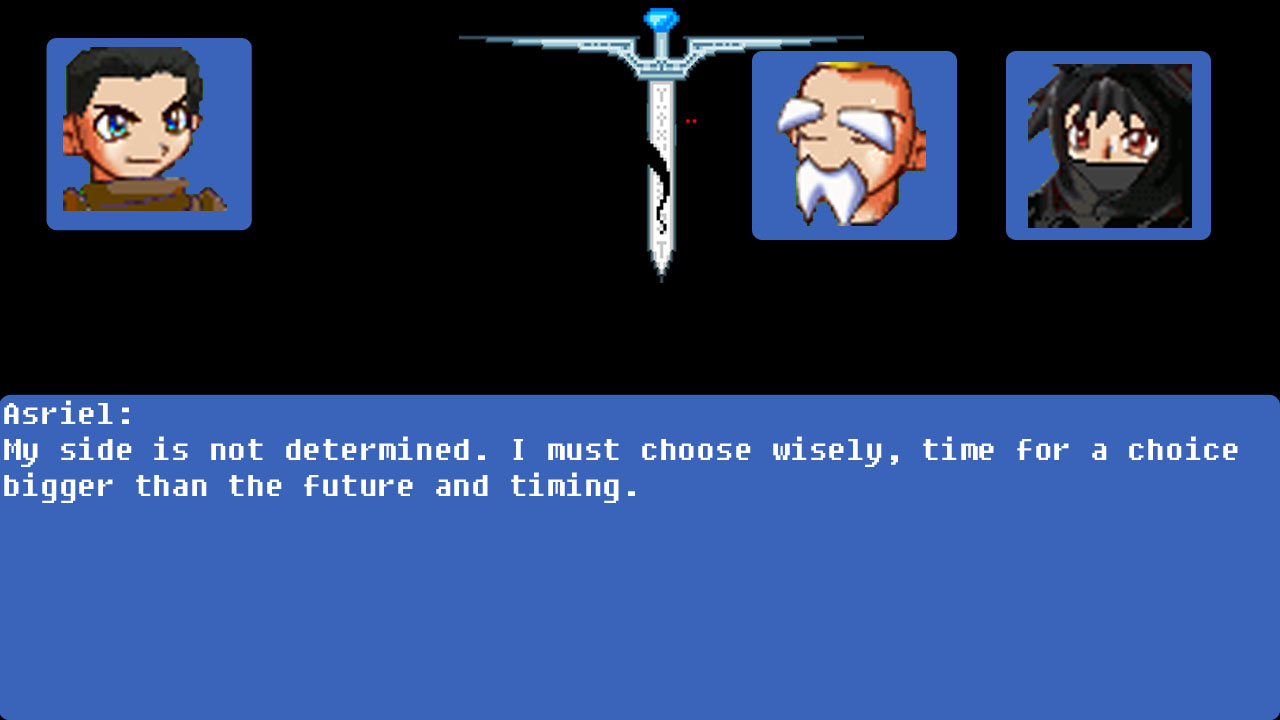 Asriel:
My side is not determined. I must choose wisely, time for a choice
bigger than the future and timing.